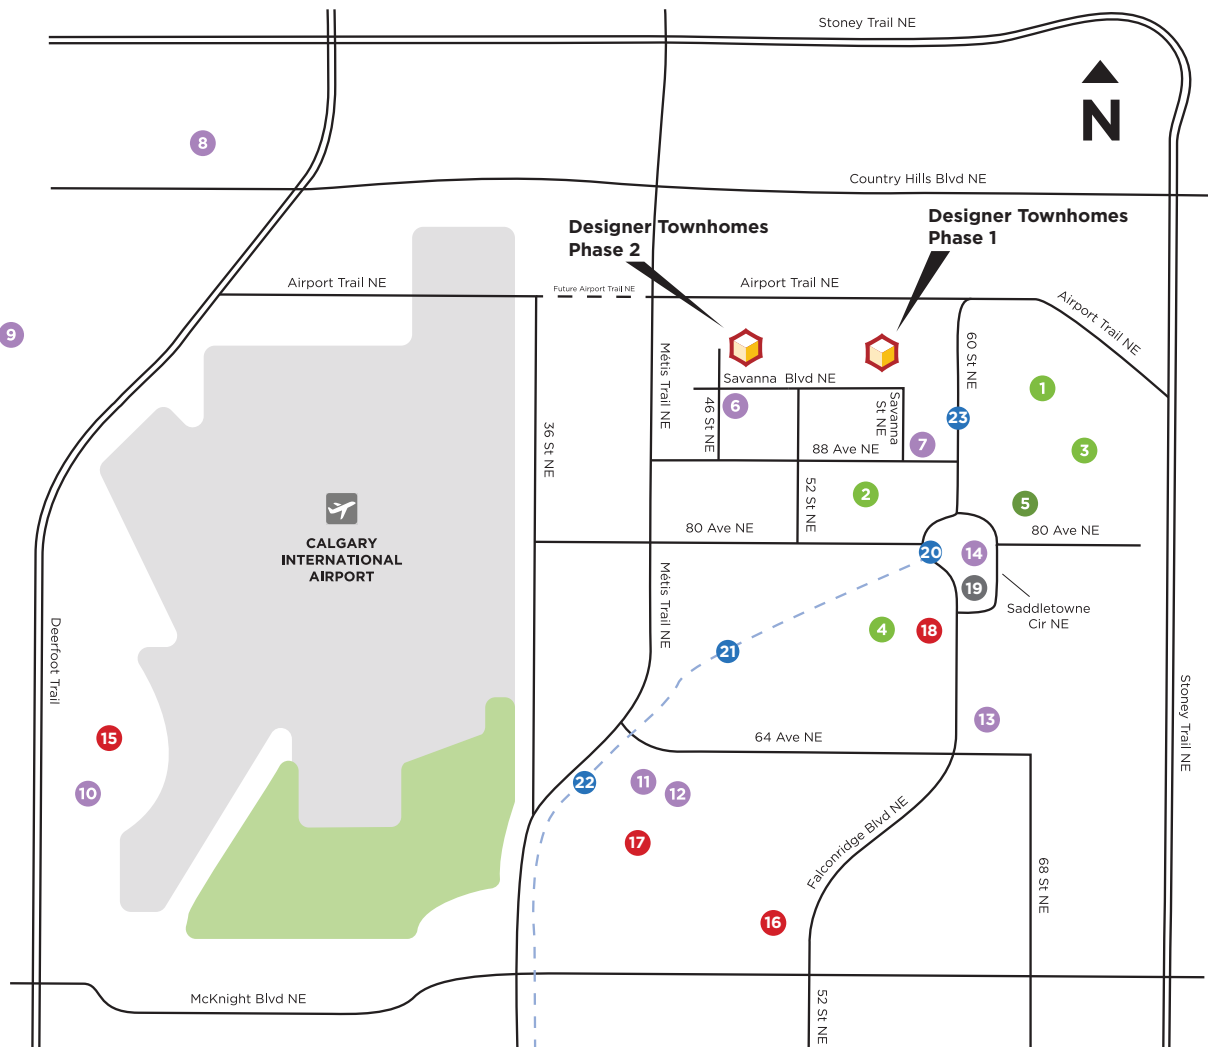 Stoney Trail NE
N
8
Country Hills Blvd NE
Designer Townhomes
Phase 2
Designer Townhomes
Phase 1
Airport Trail NE
Future Airport Trail NE
Airport Trail NE
Airport Trail NE
9
Métis Trail NE
60 St NE
Savanna Blvd NE
1
6
46 St NE
Savanna
St NE
23
36 St NE
88 Ave NE
7
3
2
52 St NE
5
CALGARY
INTERNATIONAL
AIRPORT
80 Ave NE
80 Ave NE
20
14
19
Métis Trail NE
Saddletowne
Cir NE
Deerfoot Trail
4
18
21
Stoney Trail NE
13
15
64 Ave NE
10
22
11
12
17
Falconridge Blvd NE
68 St NE
16
McKnight Blvd NE
52 St NE